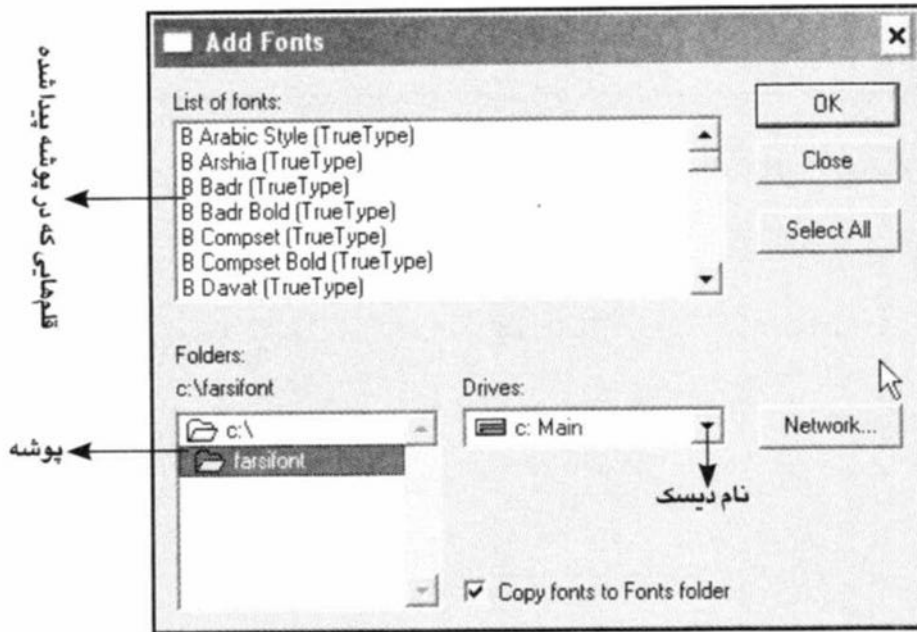 Add Fonts
List of fonts:
B Arabic Style (TrueType)
B Arshia (TrueType)
B Badr (TrueType)
B Badr Bold (TrueType)
B Compset (TrueType)
B Compset Bold (TrueType)
B Davat (TrueType)
OK
Close
Select All
قلم‌هایی که در پوشه پیدا شده
Folders:
c:\farsifont
c:\
farsifont
پوشه
Drives:
c: Main
نام دیسک
Network...
Copy fonts to Fonts folder